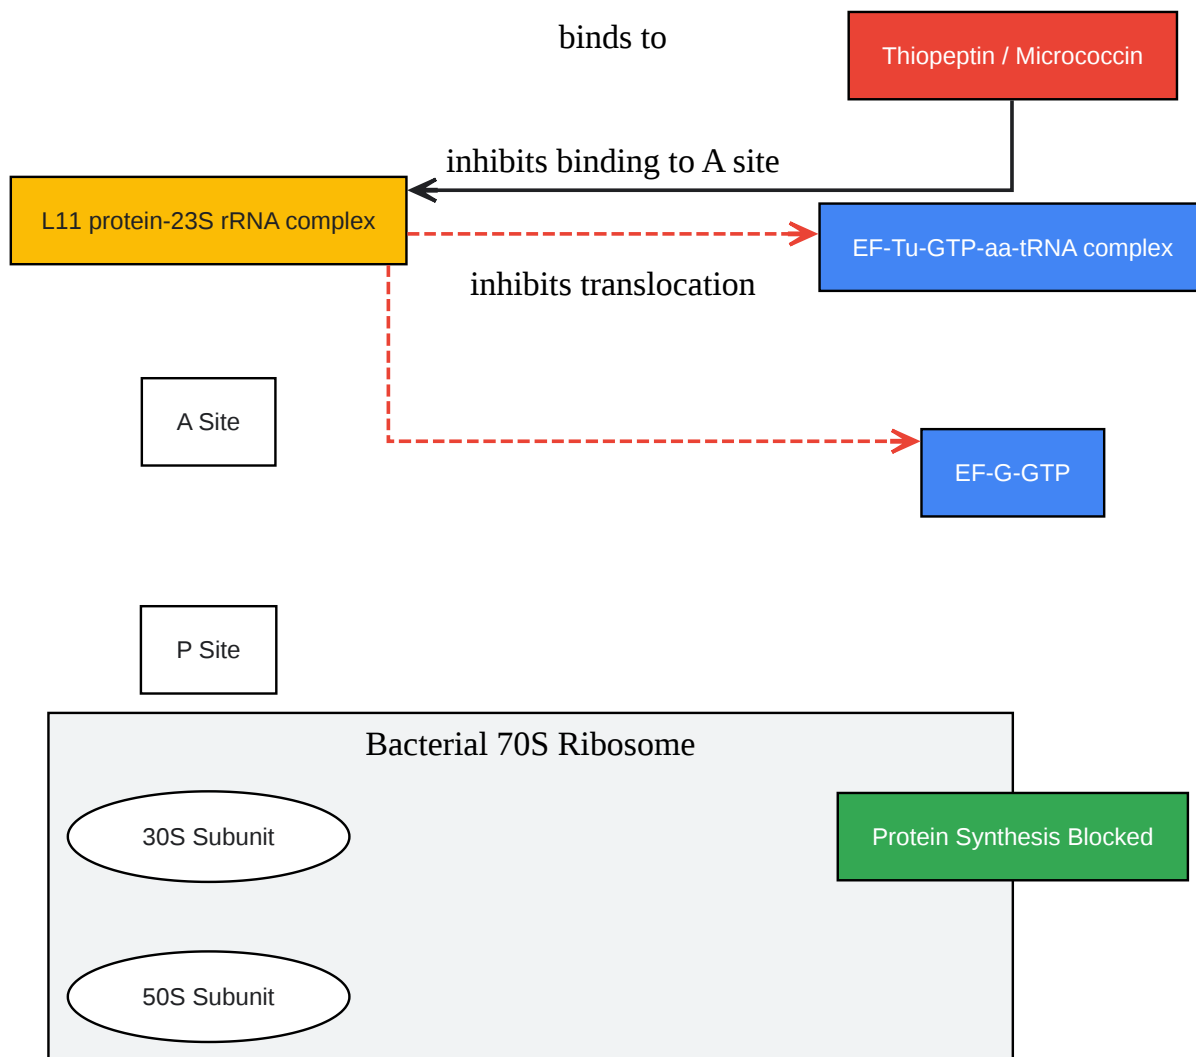 binds to
Thiopeptin / Micrococcin
inhibits binding to A site
L11 protein-23S rRNA complex
EF-Tu-GTP-aa-tRNA complex
inhibits translocation
A Site
EF-G-GTP
P Site
Bacterial 70S Ribosome
30S Subunit
Protein Synthesis Blocked
50S Subunit